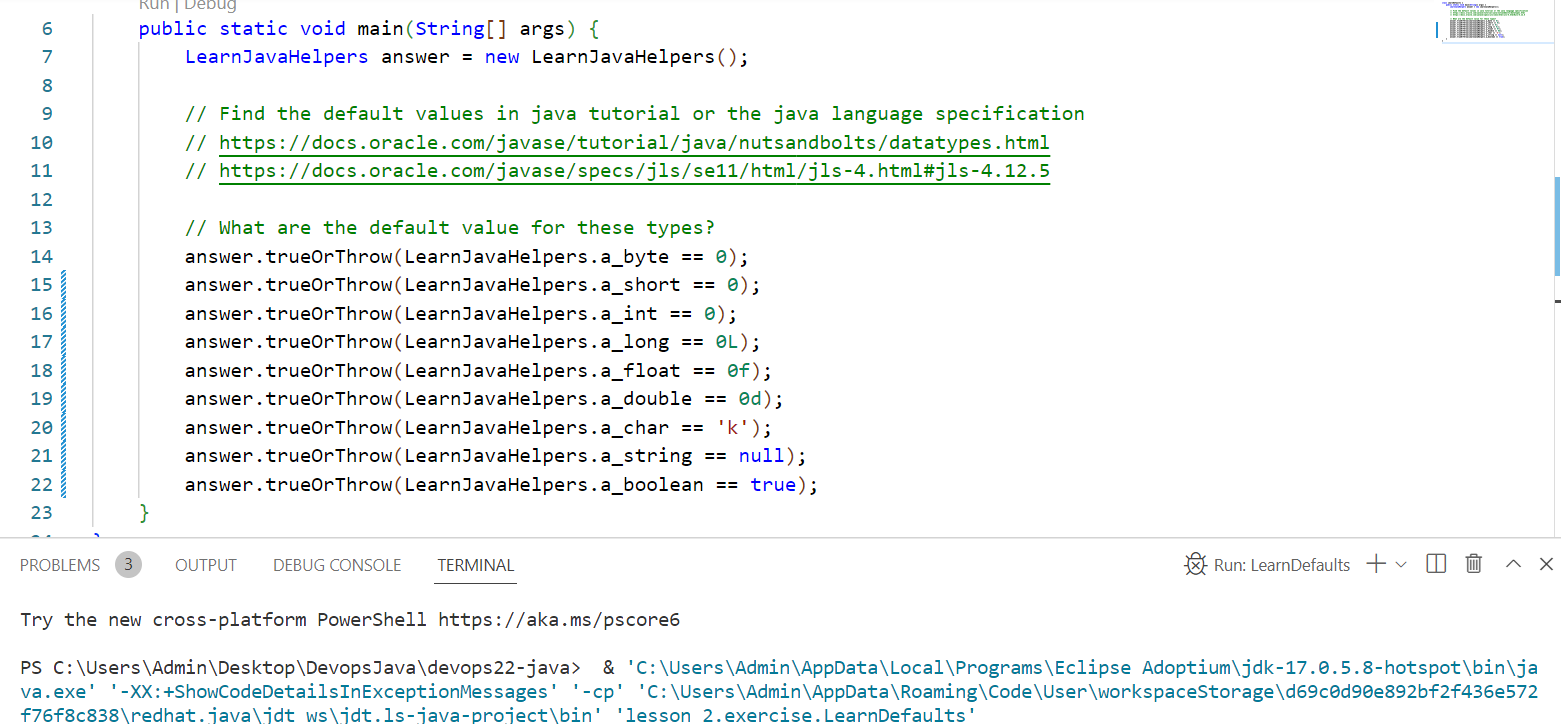 Run | Debug
6 public static void main(String[] args) {
7 LearnJavaHelpers answer = new LearnJavaHelpers();
8
9 // Find the default values in java tutorial or the java language specification
10 // https://docs.oracle.com/javase/tutorial/java/nutsandbolts/datatypes.html
11 // https://docs.oracle.com/javase/specs/jls/se11/html/jls-4.html#jls-4.12.5
12
13 // What are the default value for these types?
14 answer.trueOrThrow(LearnJavaHelpers.a_byte == 0);
15 answer.trueOrThrow(LearnJavaHelpers.a_short == 0);
16 answer.trueOrThrow(LearnJavaHelpers.a_int == 0);
17 answer.trueOrThrow(LearnJavaHelpers.a_long == 0L);
18 answer.trueOrThrow(LearnJavaHelpers.a_float == 0f);
19 answer.trueOrThrow(LearnJavaHelpers.a_double == 0d);
20 answer.trueOrThrow(LearnJavaHelpers.a_char == 'k');
21 answer.trueOrThrow(LearnJavaHelpers.a_string == null);
22 answer.trueOrThrow(LearnJavaHelpers.a_boolean == true);
23 }
PROBLEMS 3 OUTPUT DEBUG CONSOLE TERMINAL Run: LearnDefaults
Try the new cross-platform PowerShell https://aka.ms/pscore6
PS C:\Users\Admin\Desktop\DevopsJava\devops22-java> & 'C:\Users\Admin\AppData\Local\Programs\Eclipse Adoptium\jdk-17.0.5.8-hotspot\bin\ja
va.exe' '-XX:+ShowCodeDetailsInExceptionMessages' '-cp' 'C:\Users\Admin\AppData\Roaming\Code\User\workspaceStorage\d69c0d90e892bf2f436e572
f76f8c838\redhat.java\jdt_ws\jdt.ls-java-project\bin' 'lesson_2.exercise.LearnDefaults'